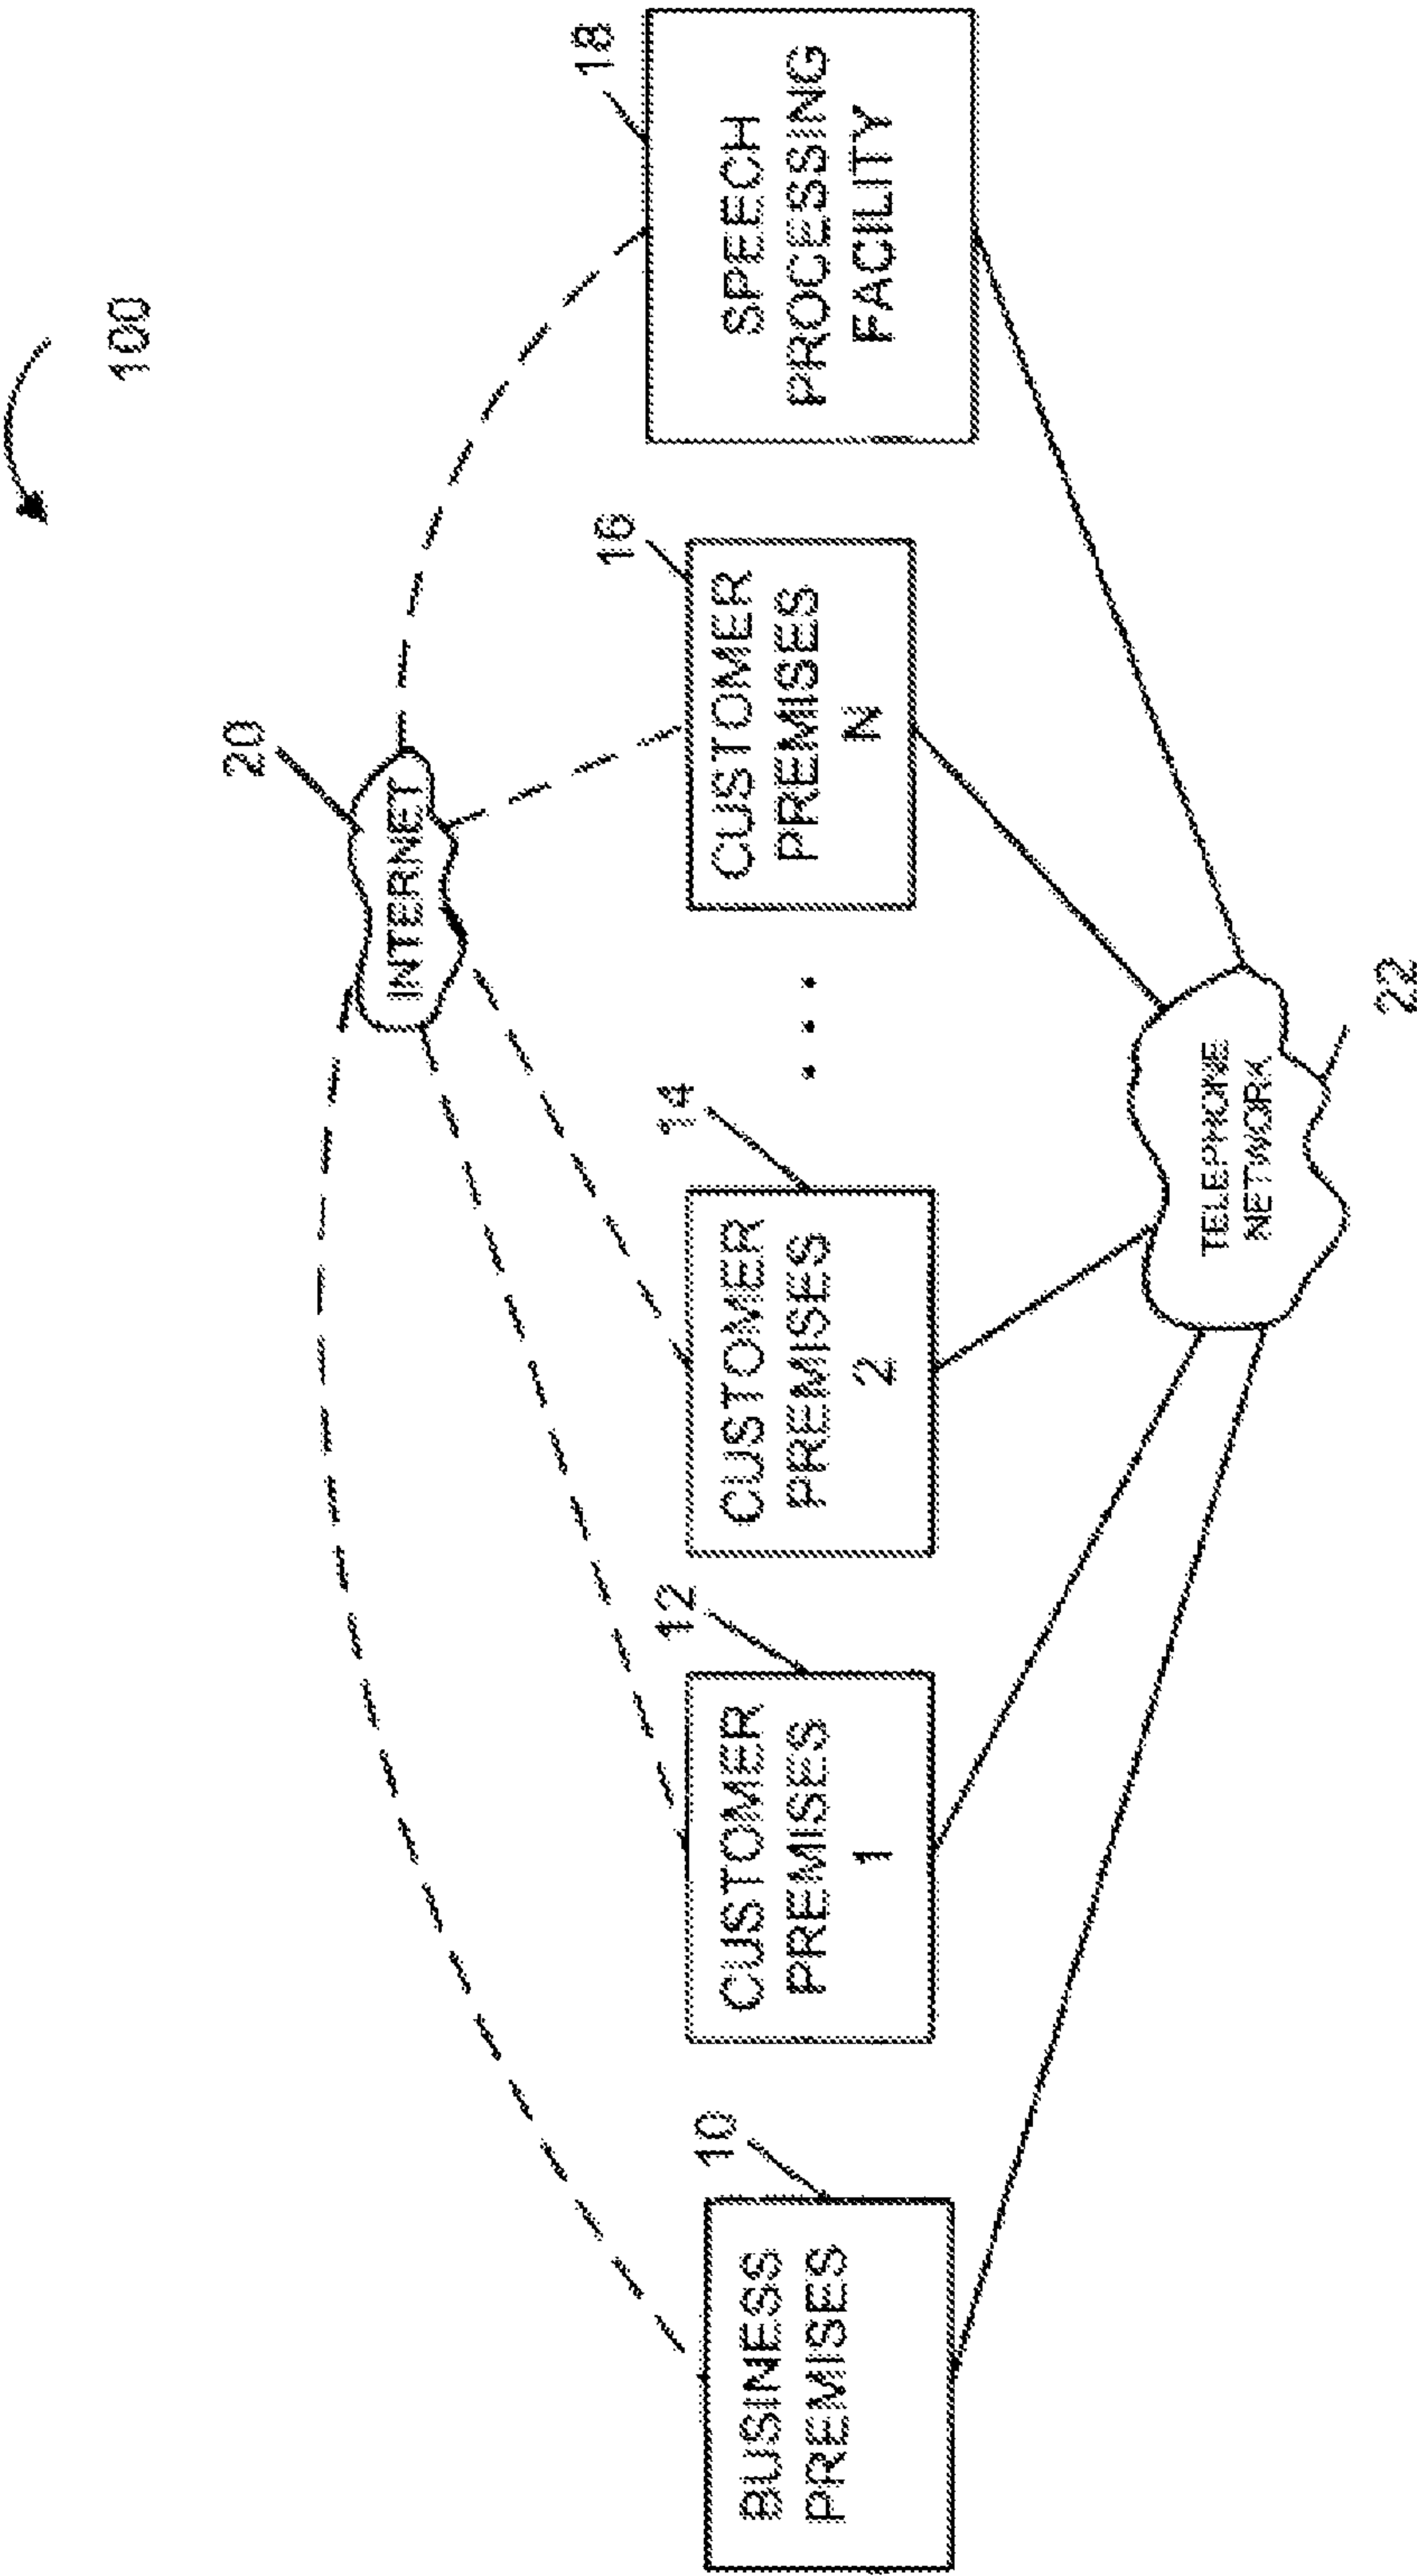 100
20
INTERNET
10
BUSINESS
PREMISES
12
CUSTOMER
PREMISES
1
14
CUSTOMER
PREMISES
2
. . .
16
CUSTOMER
PREMISES
N
18
SPEECH
PROCESSING
FACILITY
TELEPHONE
NETWORK
22